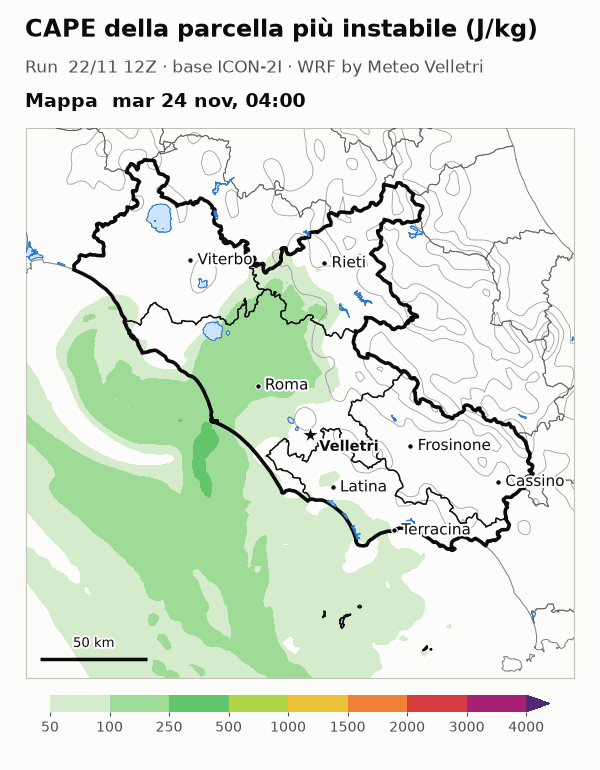 CAPE della parcella più instabile (J/kg)
Run  22/11 12Z · base ICON-2I · WRF by Meteo Velletri
Mappa  mar 24 nov, 04:00
Viterbo
Rieti
Roma
Velletri
Frosinone
Latina
Cassino
Terracina
50 km
50 100 250 500 1000 1500 2000 3000 4000